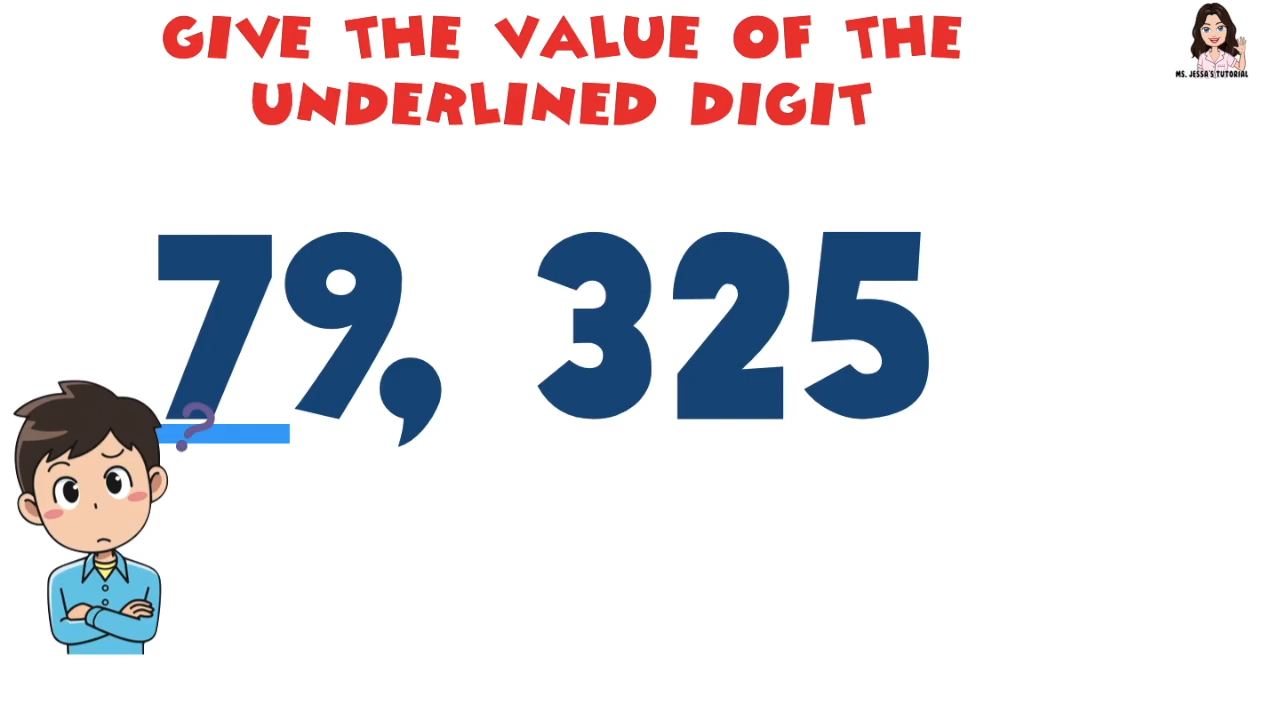 GIVE THE VALUE OF THE
UNDERLINED DIGIT
MS. JESSA'S TUTORIAL
79, 325
?